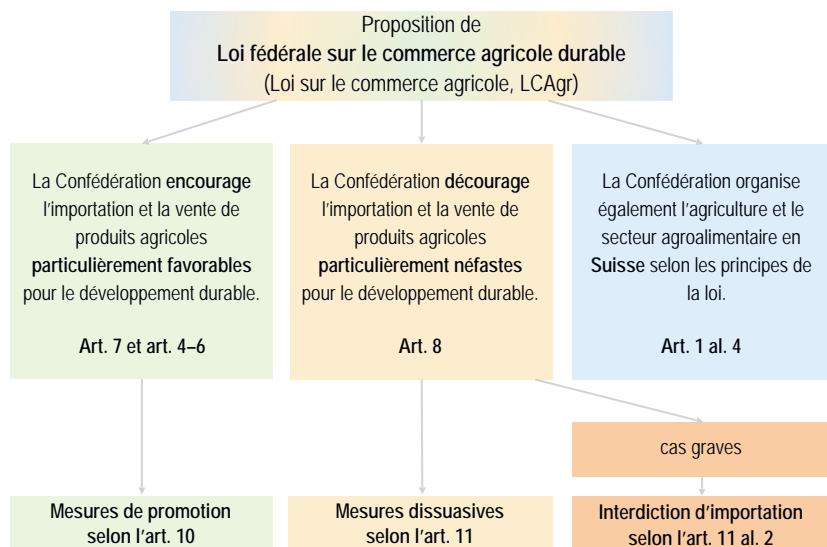 Proposition de
Loi fédérale sur le commerce agricole durable
(Loi sur le commerce agricole, LCAgr)
La Confédération encourage
l'importation et la vente de
produits agricoles
particulièrement favorables
pour le développement durable.
Art. 7 et art. 4–6
La Confédération décourage
l'importation et la vente de
produits agricoles
particulièrement néfastes
pour le développement durable.
Art. 8
La Confédération organise
également l'agriculture et le
secteur agroalimentaire en
Suisse selon les principes de
la loi.
Art. 1 al. 4
cas graves
Mesures de promotion
selon l'art. 10
Mesures dissuasives
selon l'art. 11
Interdiction d'importation
selon l'art. 11 al. 2